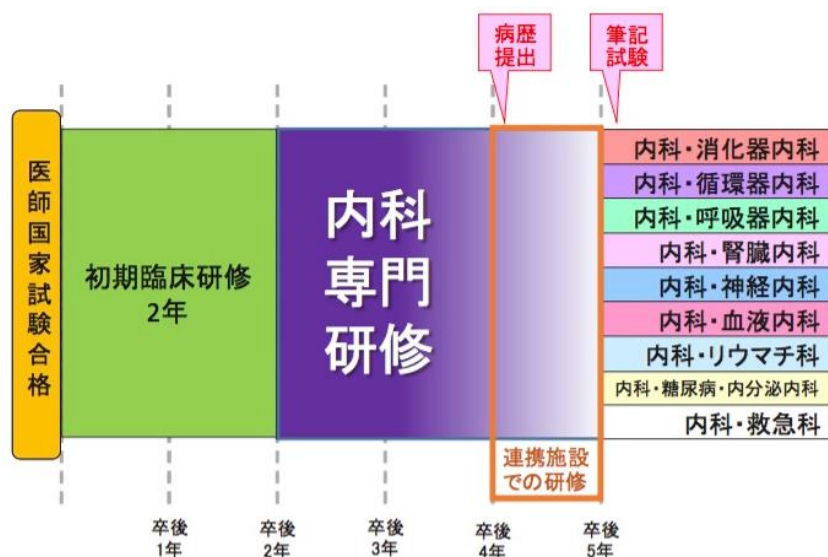 病歴
提出
筆記
試験
医師国家試験合格
初期臨床研修
2年
内科
専門
研修
内科・消化器内科
内科・循環器内科
内科・呼吸器内科
内科・腎臓内科
内科・神経内科
内科・血液内科
内科・リウマチ科
内科・糖尿病・内分泌内科
内科・救急科
連携施設
での研修
卒後
1年
卒後
2年
卒後
3年
卒後
4年
卒後
5年